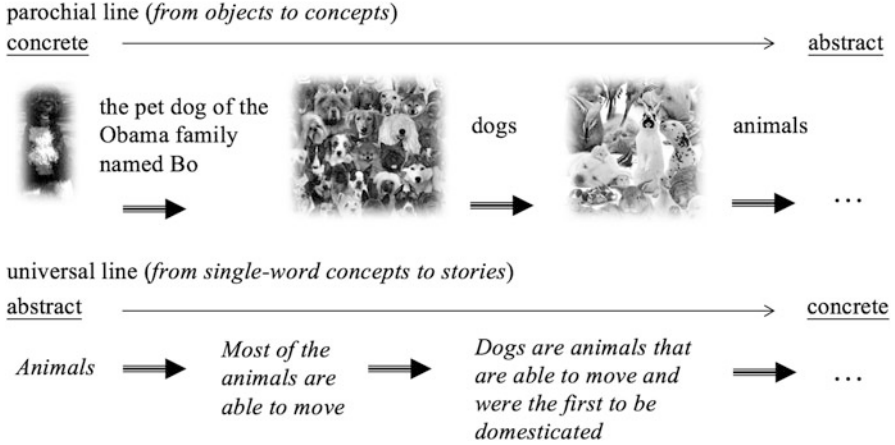 parochial line (from objects to concepts)
concrete abstract
the pet dog of the
Obama family
named Bo
dogs
animals
...
universal line (from single-word concepts to stories)
abstract concrete
Animals
Most of the
animals are
able to move
Dogs are animals that
are able to move and
were the first to be
domesticated
...